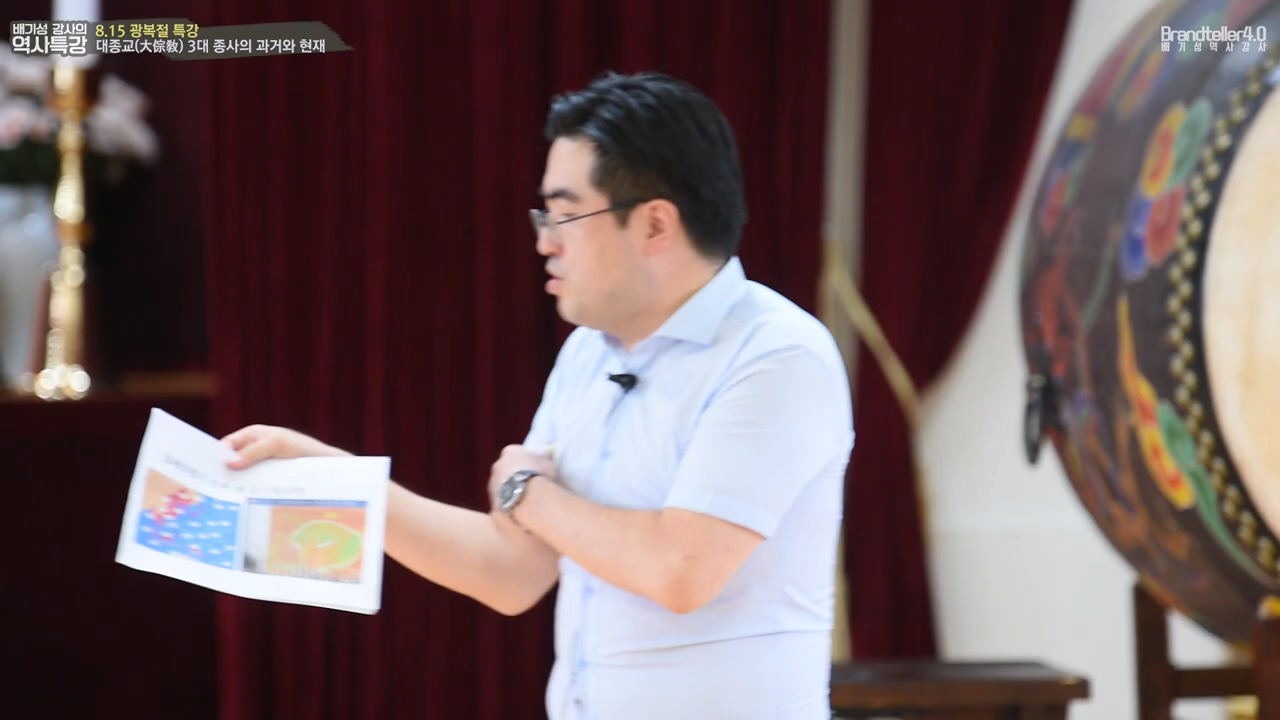 배기성 강사의
역사특강
8.15 광복절 특강
대종교(大倧敎) 3대 종사의 과거와 현재
Brandteller4.0
배기성역사강사